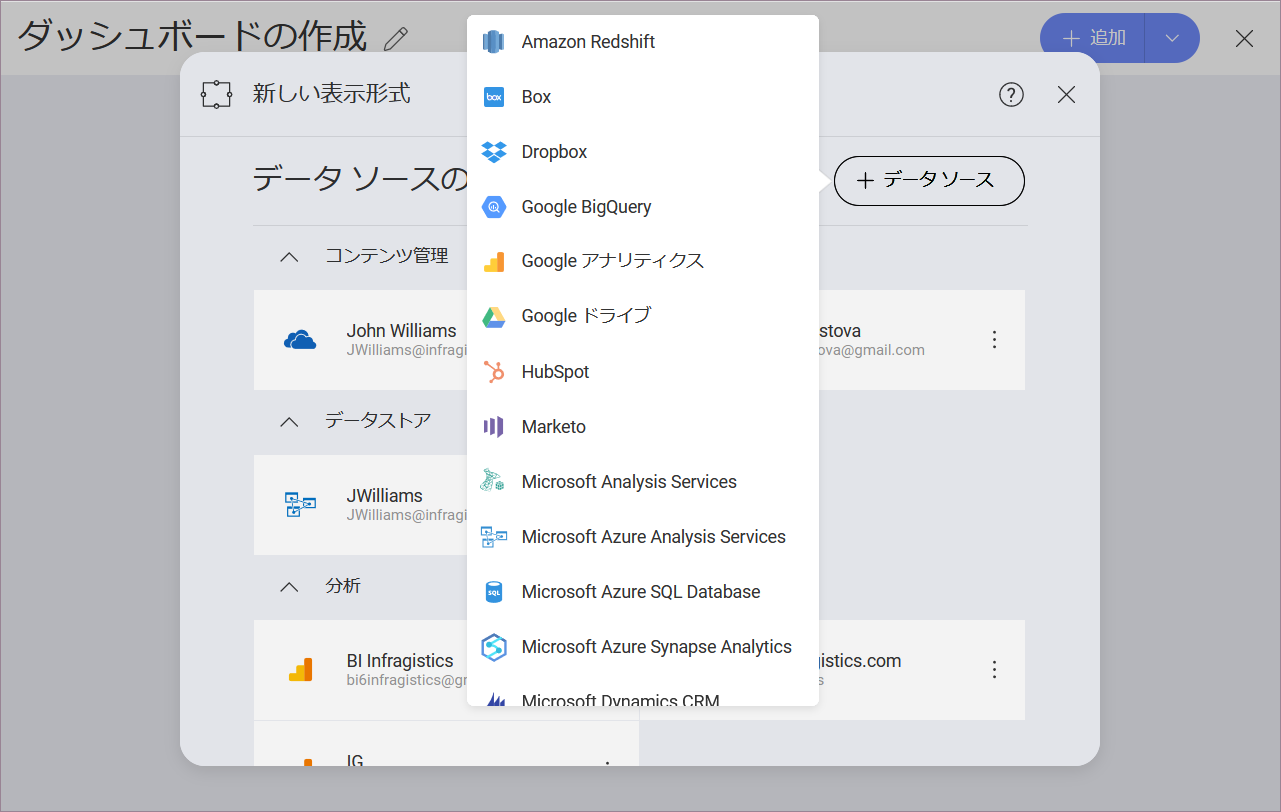 ダッシュボードの作成
追加
新しい表示形式
データ ソースの
データ ソース
コンテンツ管理
John Williams
JWilliams@infragi
stova
ova@gmail.com
データストア
JWilliams
JWilliams@infragi
分析
BI Infragistics
bi6infragistics@gr
gistics.com
s
IG
Amazon Redshift
box
Box
Dropbox
Google BigQuery
Google アナリティクス
Google ドライブ
HubSpot
Marketo
Microsoft Analysis Services
Microsoft Azure Analysis Services
SQL
Microsoft Azure SQL Database
Microsoft Azure Synapse Analytics
Microsoft Dynamics CRM